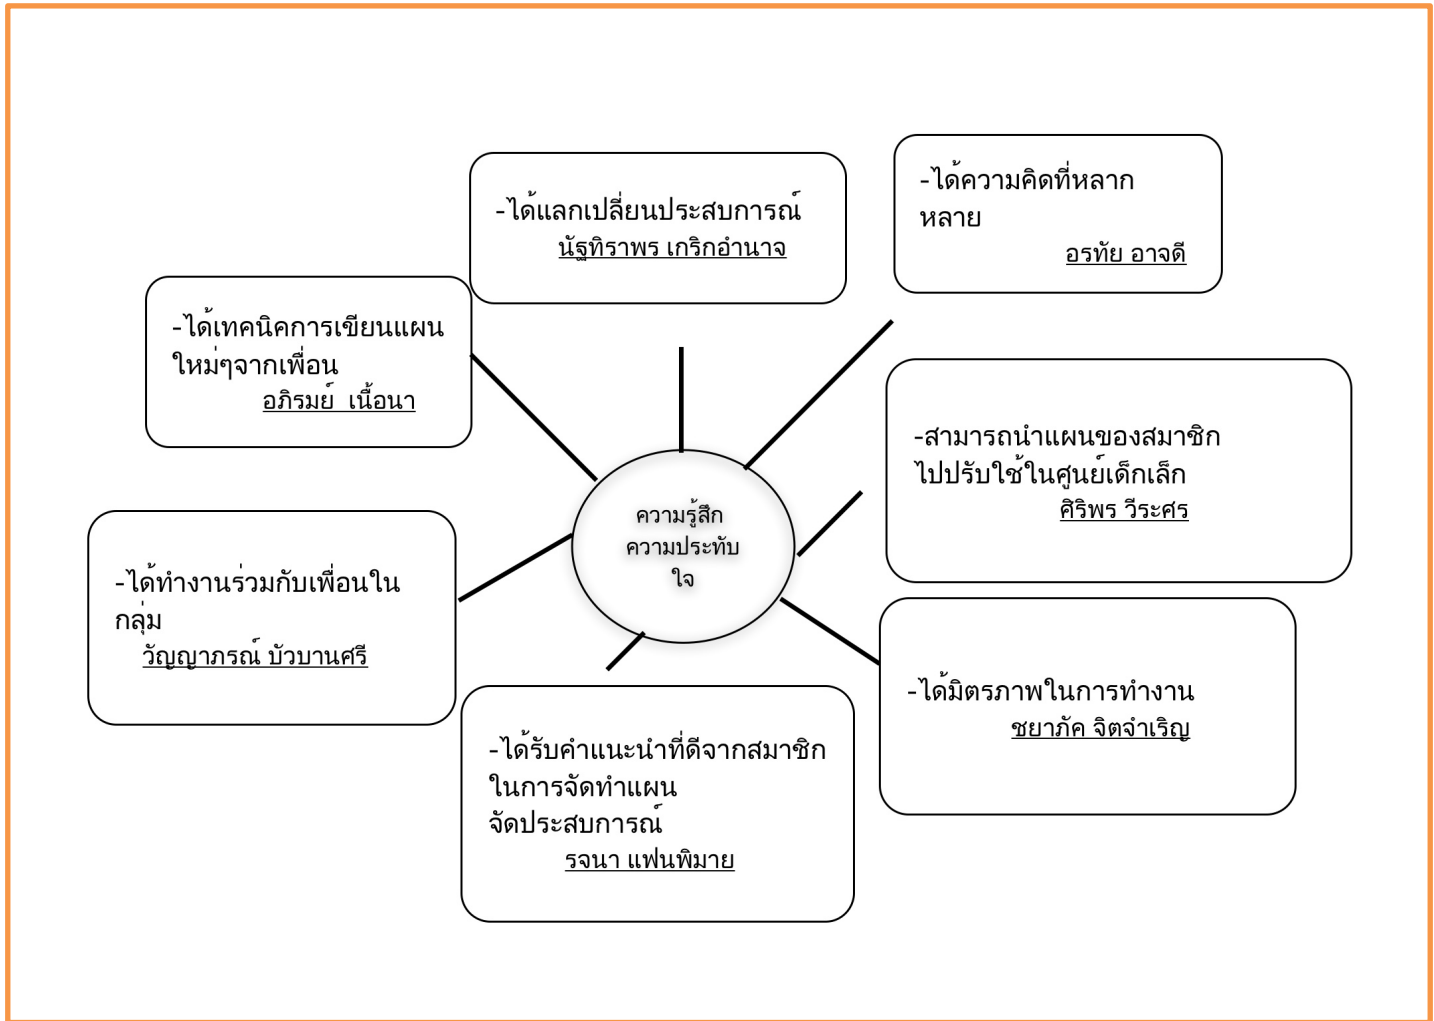 -ได้แลกเปลี่ยนประสบการณ์
นัฐทิราพร เกริกอำนาจ
-ได้ความคิดที่หลาก
หลาย
อรทัย อาจดี
-ได้เทคนิคการเขียนแผน
ใหม่ๆจากเพื่อน
อภิรมย์  เนื้อนา
-สามารถนำแผนของสมาชิก
ไปปรับใช้ในศูนย์เด็กเล็ก
ศิริพร วีระศร
ความรู้สึก
ความประทับ
ใจ
-ได้ทำงานร่วมกับเพื่อนใน
กลุ่ม
วัญญาภรณ์ บัวบานศรี
-ได้มิตรภาพในการทำงาน
ชยาภัค จิตจำเริญ
-ได้รับคำแนะนำที่ดีจากสมาชิก
ในการจัดทำแผน
จัดประสบการณ์
รจนา แฟนพิมาย